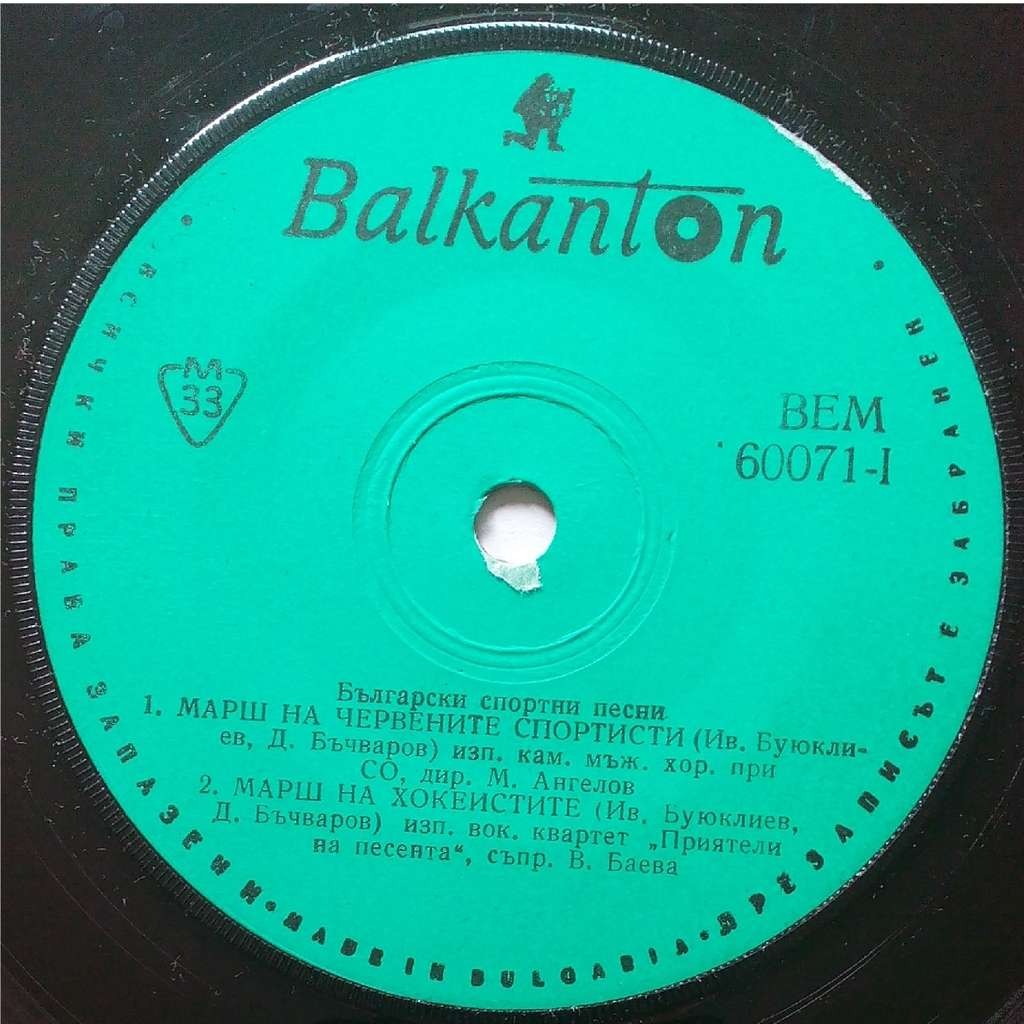 Balkanton
М
33
ВЕМ
60071-I
Български спортни песни
1. МАРШ НА ЧЕРВЕНИТЕ СПОРТИСТИ (Ив. Буюкли-
ев, Д. Бъчваров) изп. кам. мъж. хор. при
СО, дир. М. Ангелов
2. МАРШ НА ХОКЕИСТИТЕ (Ив. Буюклиев,
Д. Бъчваров) изп. вок. квартет „Приятели
на песента“, съпр. В. Баева
• ВСИЧКИ ПРАВА ЗАПАЗЕНИ • MADE IN BULGARIA • ПРЕЗАПИСЪТ Е ЗАБРАНЕН •